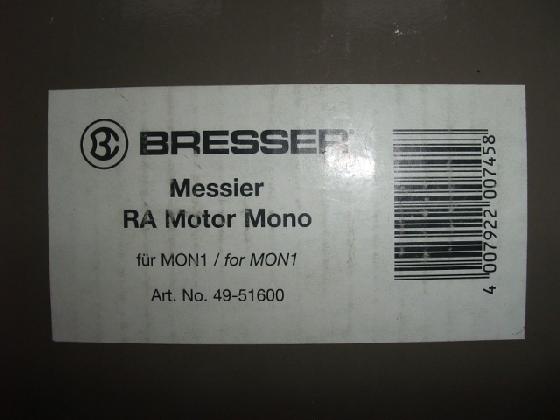 BRESSER
Messier
RA Motor Mono
für MON1 / for MON1
Art. No. 49-51600
4 007922 007458